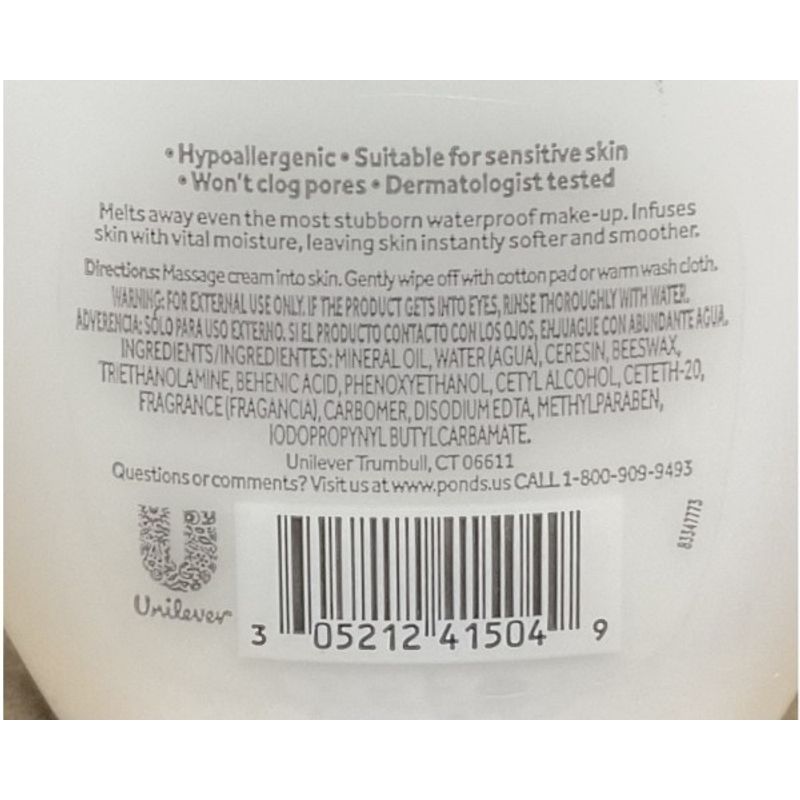 • Hypoallergenic • Suitable for sensitive skin
• Won't clog pores • Dermatologist tested
Melts away even the most stubborn waterproof make-up. Infuses
skin with vital moisture, leaving skin instantly softer and smoother.
Directions: Massage cream into skin. Gently wipe off with cotton pad or warm wash cloth.
WARNING: FOR EXTERNAL USE ONLY. IF THE PRODUCT GETS INTO EYES, RINSE THOROUGHLY WITH WATER.
ADVERENCIA: SÓLO PARA USO EXTERNO. SI EL PRODUCTO CONTACTO CON LOS OJOS, ENJUAGUE CON ABUNDANTE AGUA.
INGREDIENTS/INGREDIENTES: MINERAL OIL, WATER (AGUA), CERESIN, BEESWAX,
TRIETHANOLAMINE, BEHENIC ACID, PHENOXYETHANOL, CETYL ALCOHOL, CETETH-20,
FRAGRANCE (FRAGANCIA), CARBOMER, DISODIUM EDTA, METHYLPARABEN,
IODOPROPYNYL BUTYLCARBAMATE.
Unilever Trumbull, CT 06611
Questions or comments? Visit us at www.ponds.us CALL 1-800-909-9493
83347773
Unilever
3 05212 41504 9